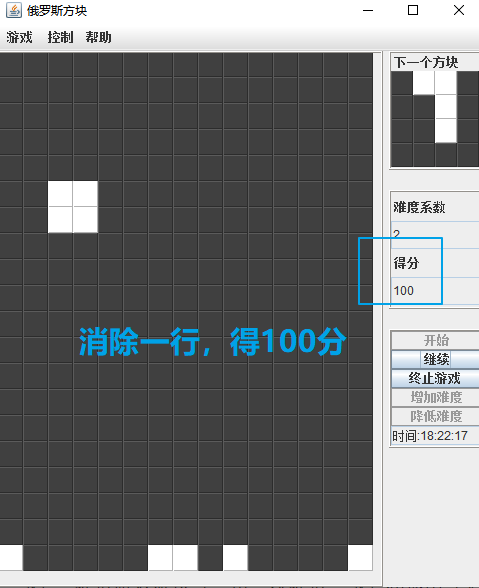 俄罗斯方块
游戏 控制 帮助
下一个方块
难度系数
2
得分
100
消除一行，得100分
开始
继续
终止游戏
增加难度
降低难度
时间:18:22:17